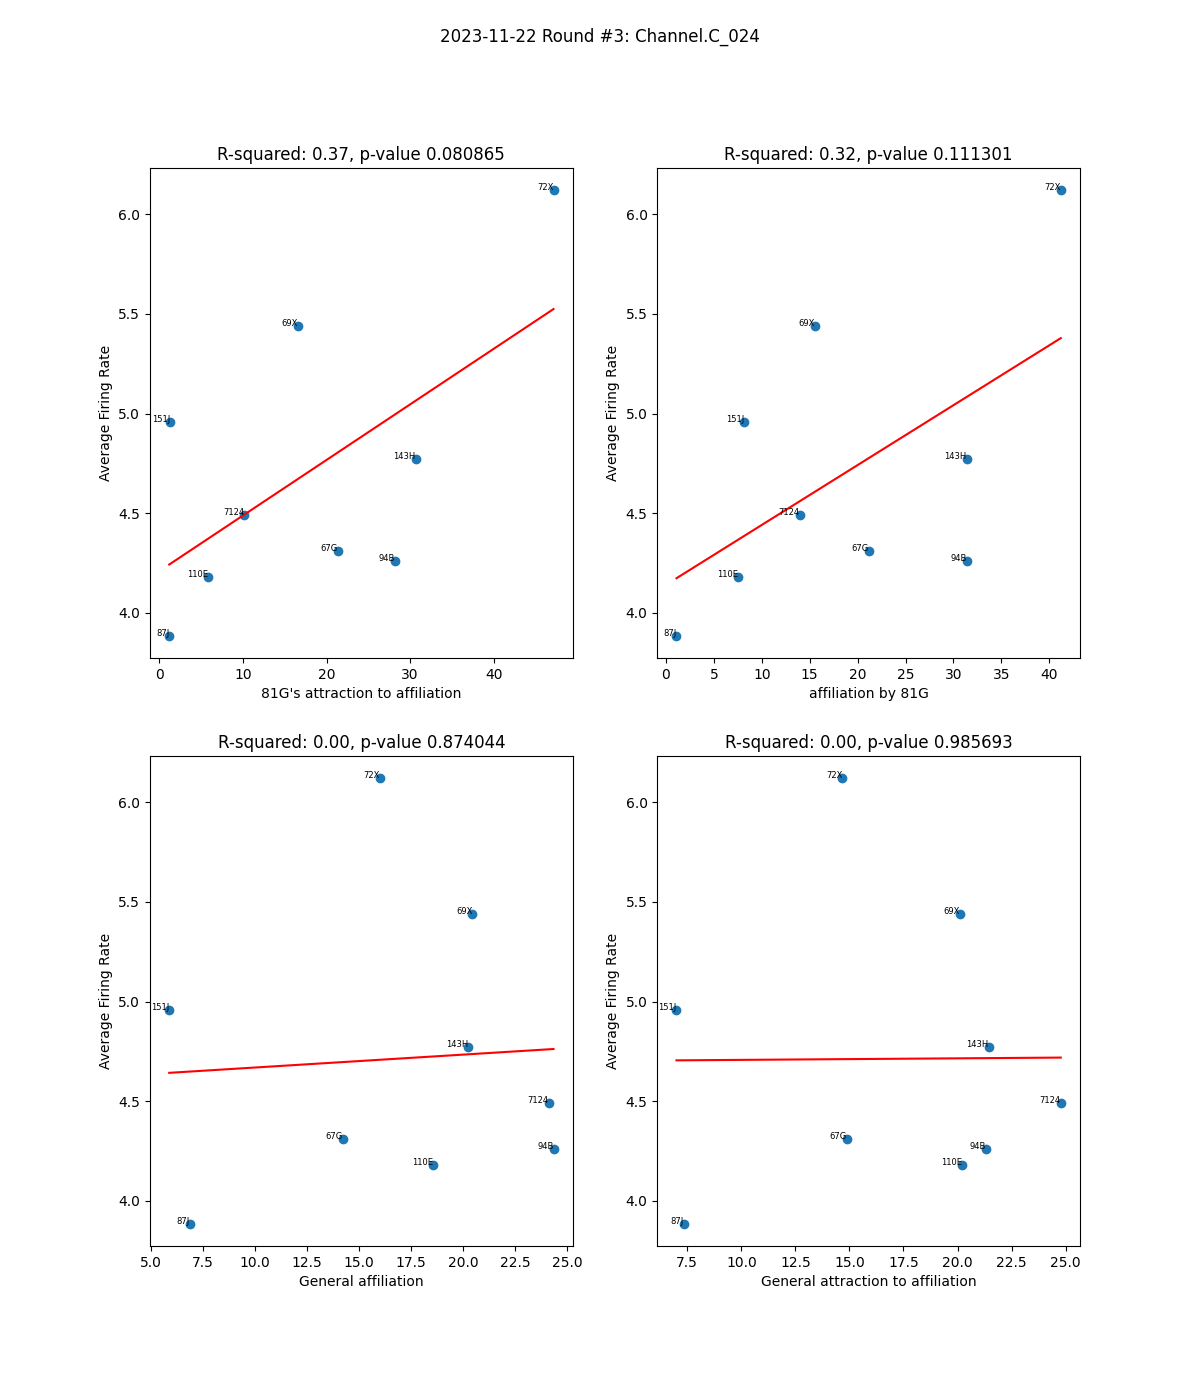 2023-11-22 Round #3: Channel.C_024
R-squared: 0.37, p-value 0.080865
72X
6.0
5.5
69X
151J
5.0
143H
7124
4.5
67G
94B
110E
4.0
87J
Average Firing Rate
0 10 20 30 40
81G's attraction to affiliation
R-squared: 0.32, p-value 0.111301
72X
6.0
5.5
69X
151J
5.0
143H
7124
4.5
67G
94B
110E
4.0
87J
Average Firing Rate
0 5 10 15 20 25 30 35 40
affiliation by 81G
R-squared: 0.00, p-value 0.874044
72X
6.0
5.5
69X
151J
5.0
143H
7124
4.5
67G
94B
110E
4.0
87J
Average Firing Rate
5.0 7.5 10.0 12.5 15.0 17.5 20.0 22.5 25.0
General affiliation
R-squared: 0.00, p-value 0.985693
72X
6.0
5.5
69X
151J
5.0
143H
7124
4.5
67G
94B
110E
4.0
87J
Average Firing Rate
7.5 10.0 12.5 15.0 17.5 20.0 22.5 25.0
General attraction to affiliation